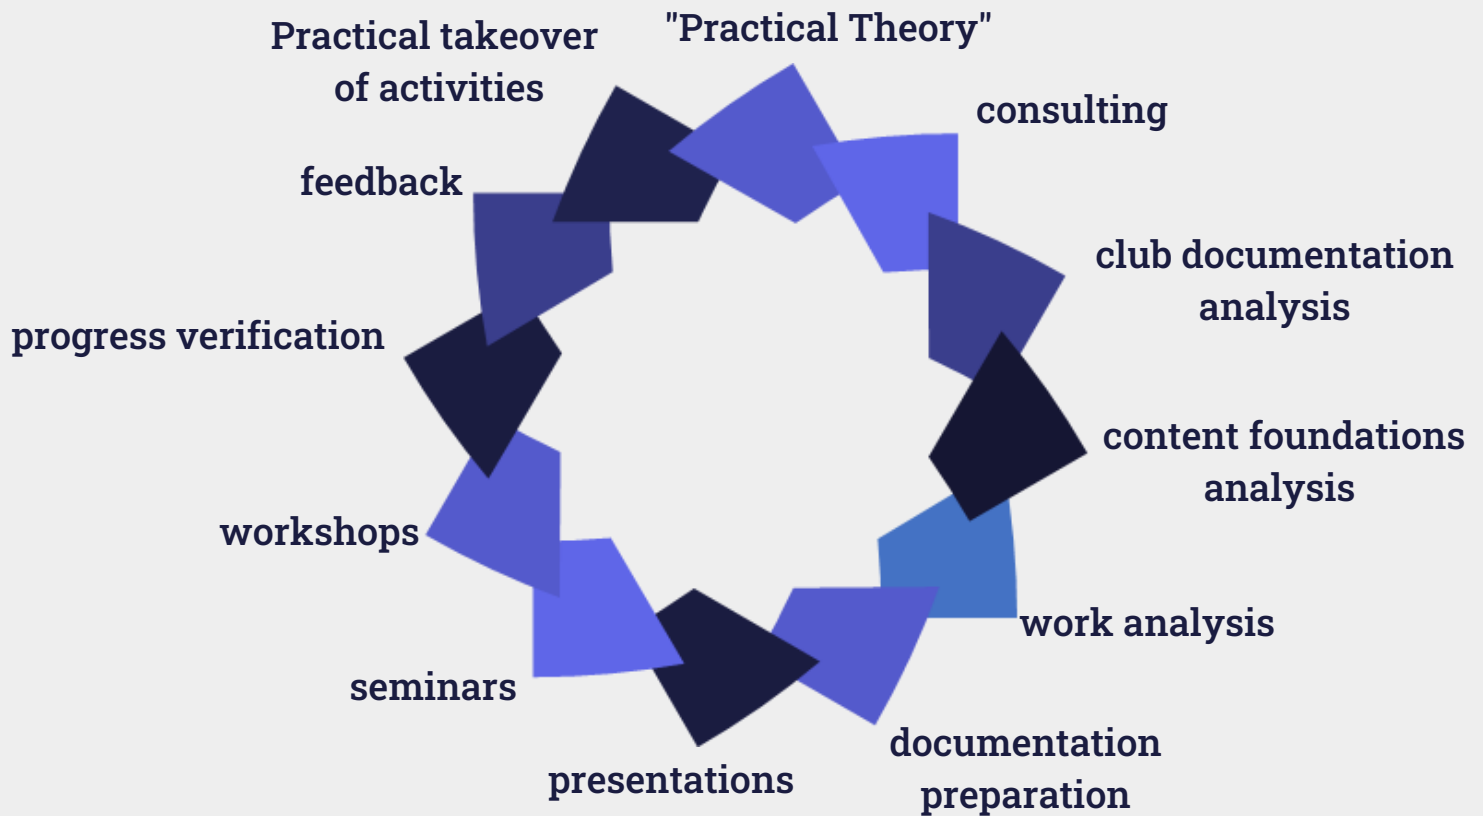 "Practical Theory"
consulting
club documentation
analysis
content foundations
analysis
work analysis
documentation
preparation
presentations
seminars
workshops
progress verification
feedback
Practical takeover
of activities